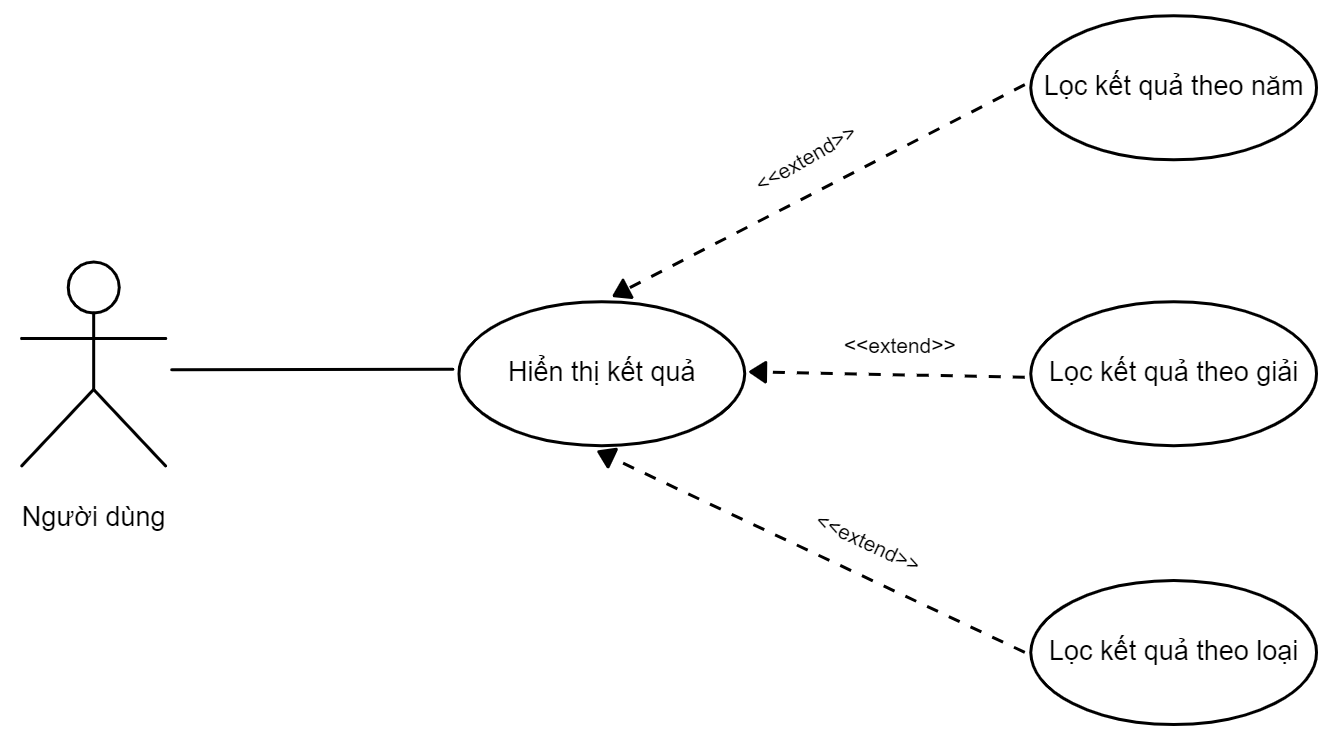 Lọc kết quả theo năm
<<extend>>
Hiển thị kết quả
<<extend>>
Lọc kết quả theo giải
Người dùng
<<extend>>
Lọc kết quả theo loại